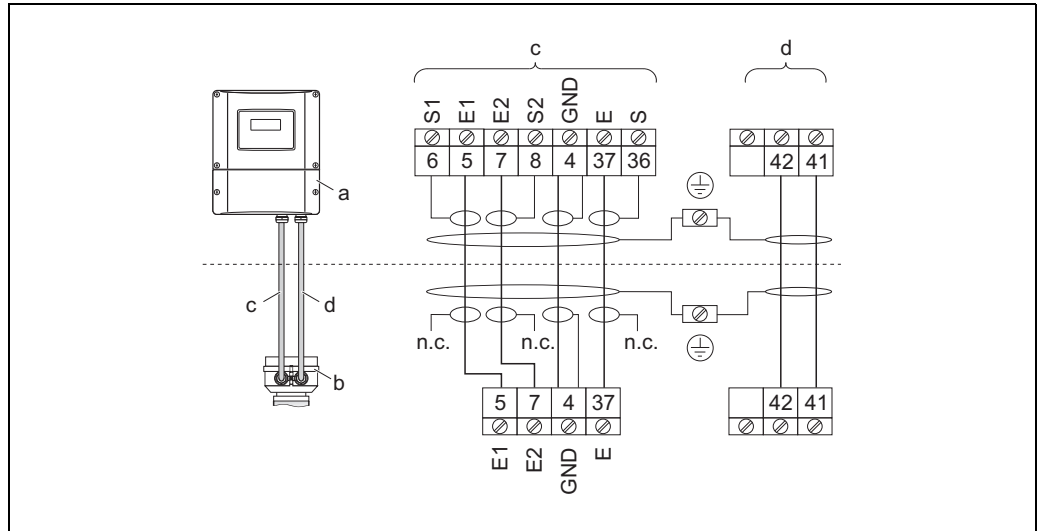 c
d
S1 E1 E2 S2 GND E S
6 5 7 8 4 37 36
42 41
a
c
d
b
n.c. n.c. n.c.
5 7 4 37
42 41
E1 E2 GND E